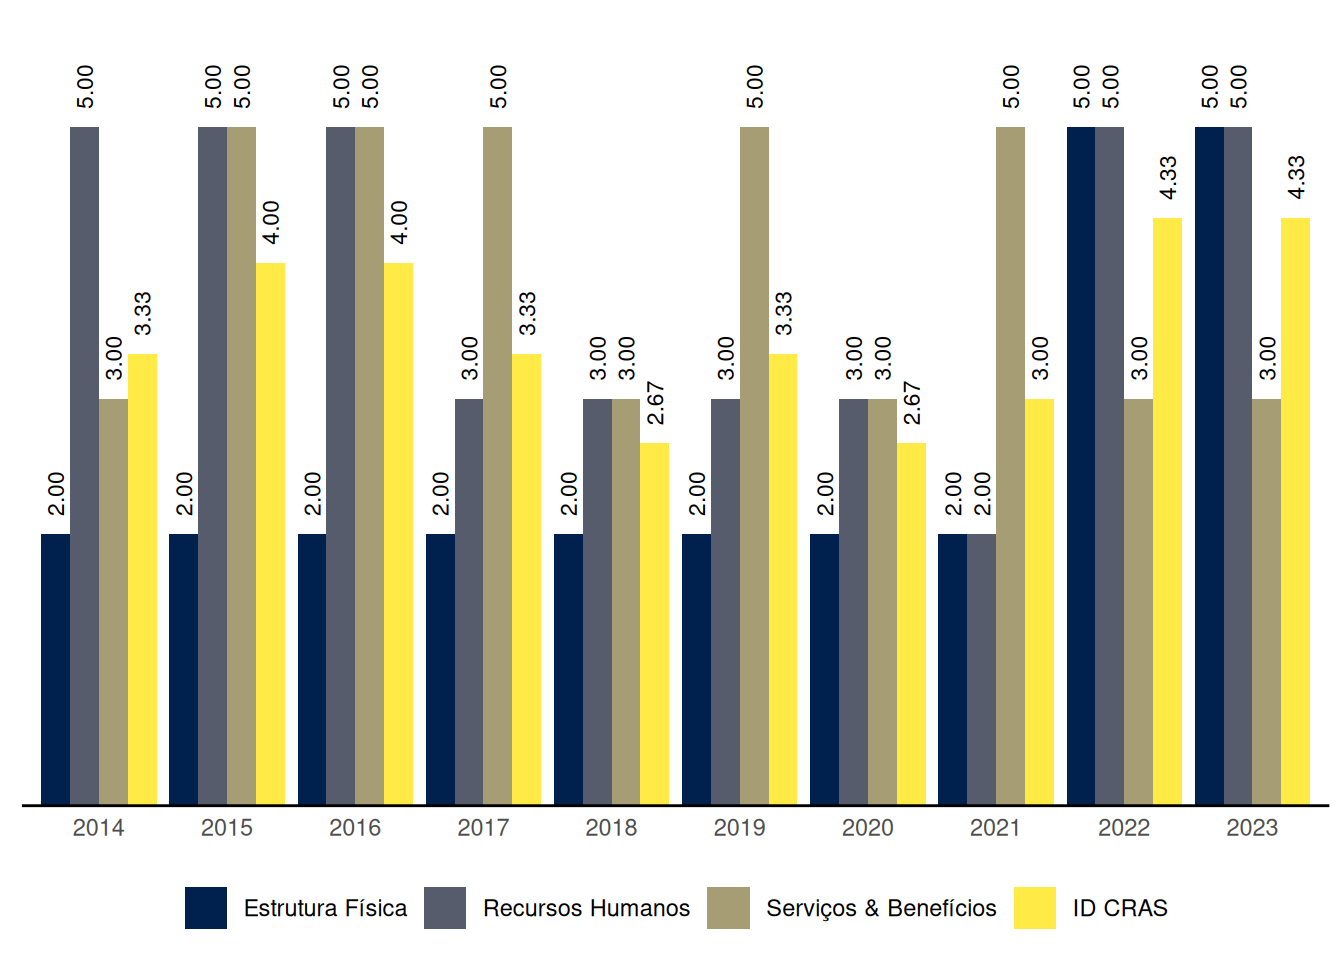 5.00 5.00 5.00 5.00 5.00 5.00 5.00 5.00 5.00 5.00 5.00 5.00
4.33 4.33
4.00 4.00
3.33 3.33 3.33
3.00 3.00 3.00 3.00 3.00 3.00 3.00 3.00 3.00 3.00
2.67 2.67
2.00 2.00 2.00 2.00 2.00 2.00 2.00 2.00 2.00
2014 2015 2016 2017 2018 2019 2020 2021 2022 2023
Estrutura Física Recursos Humanos Serviços & Benefícios ID CRAS